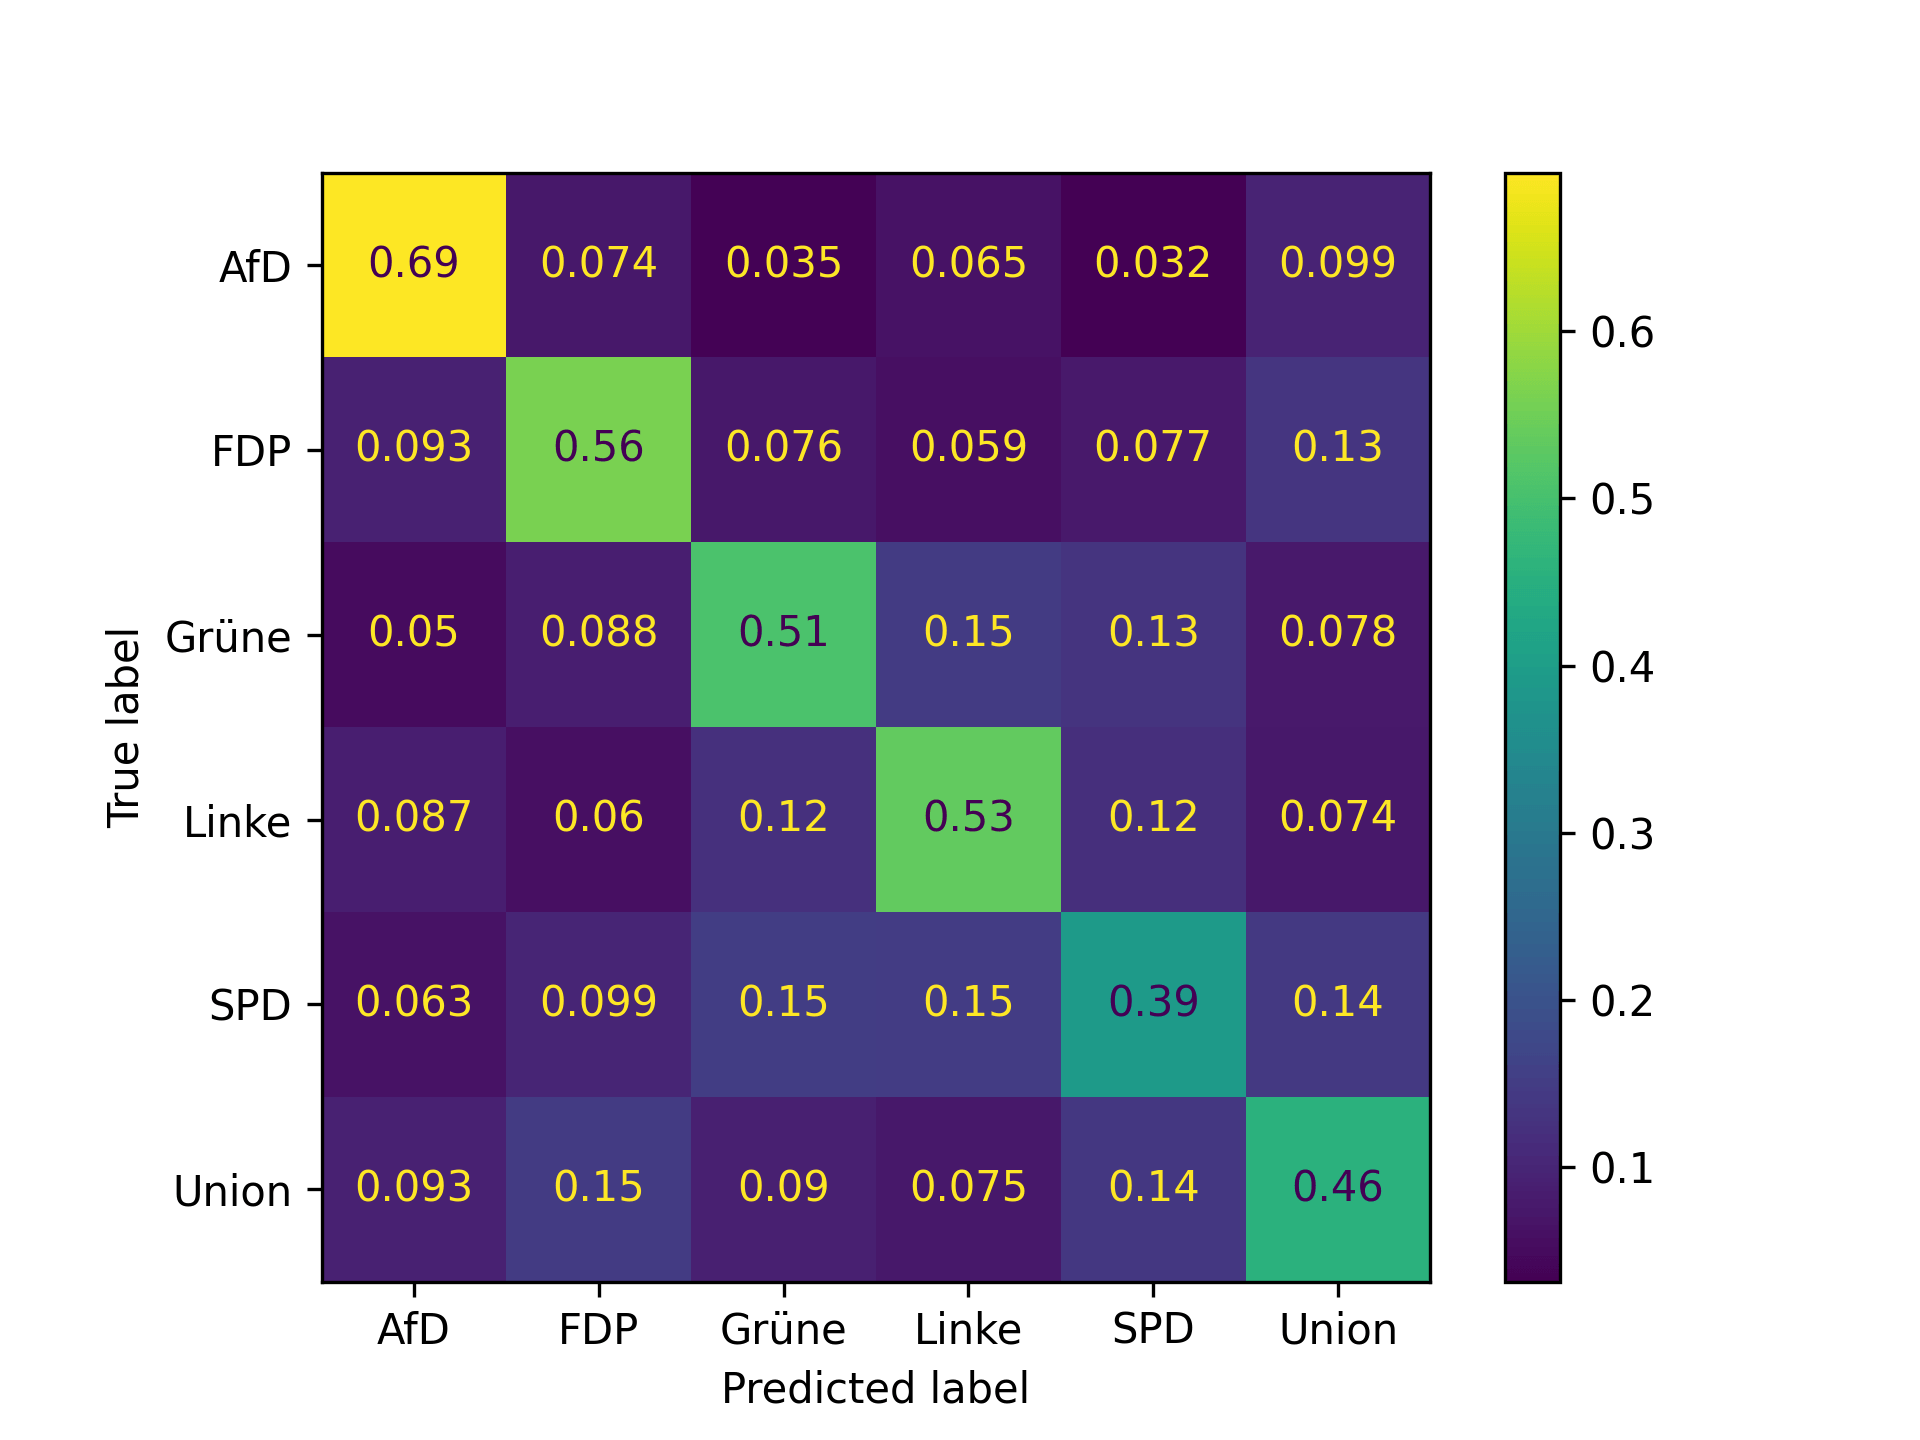 AfD 0.69 0.074 0.035 0.065 0.032 0.099
FDP 0.093 0.56 0.076 0.059 0.077 0.13
Grüne 0.05 0.088 0.51 0.15 0.13 0.078
Linke 0.087 0.06 0.12 0.53 0.12 0.074
SPD 0.063 0.099 0.15 0.15 0.39 0.14
Union 0.093 0.15 0.09 0.075 0.14 0.46
AfD FDP Grüne Linke SPD Union
Predicted label
True label
0.6
0.5
0.4
0.3
0.2
0.1